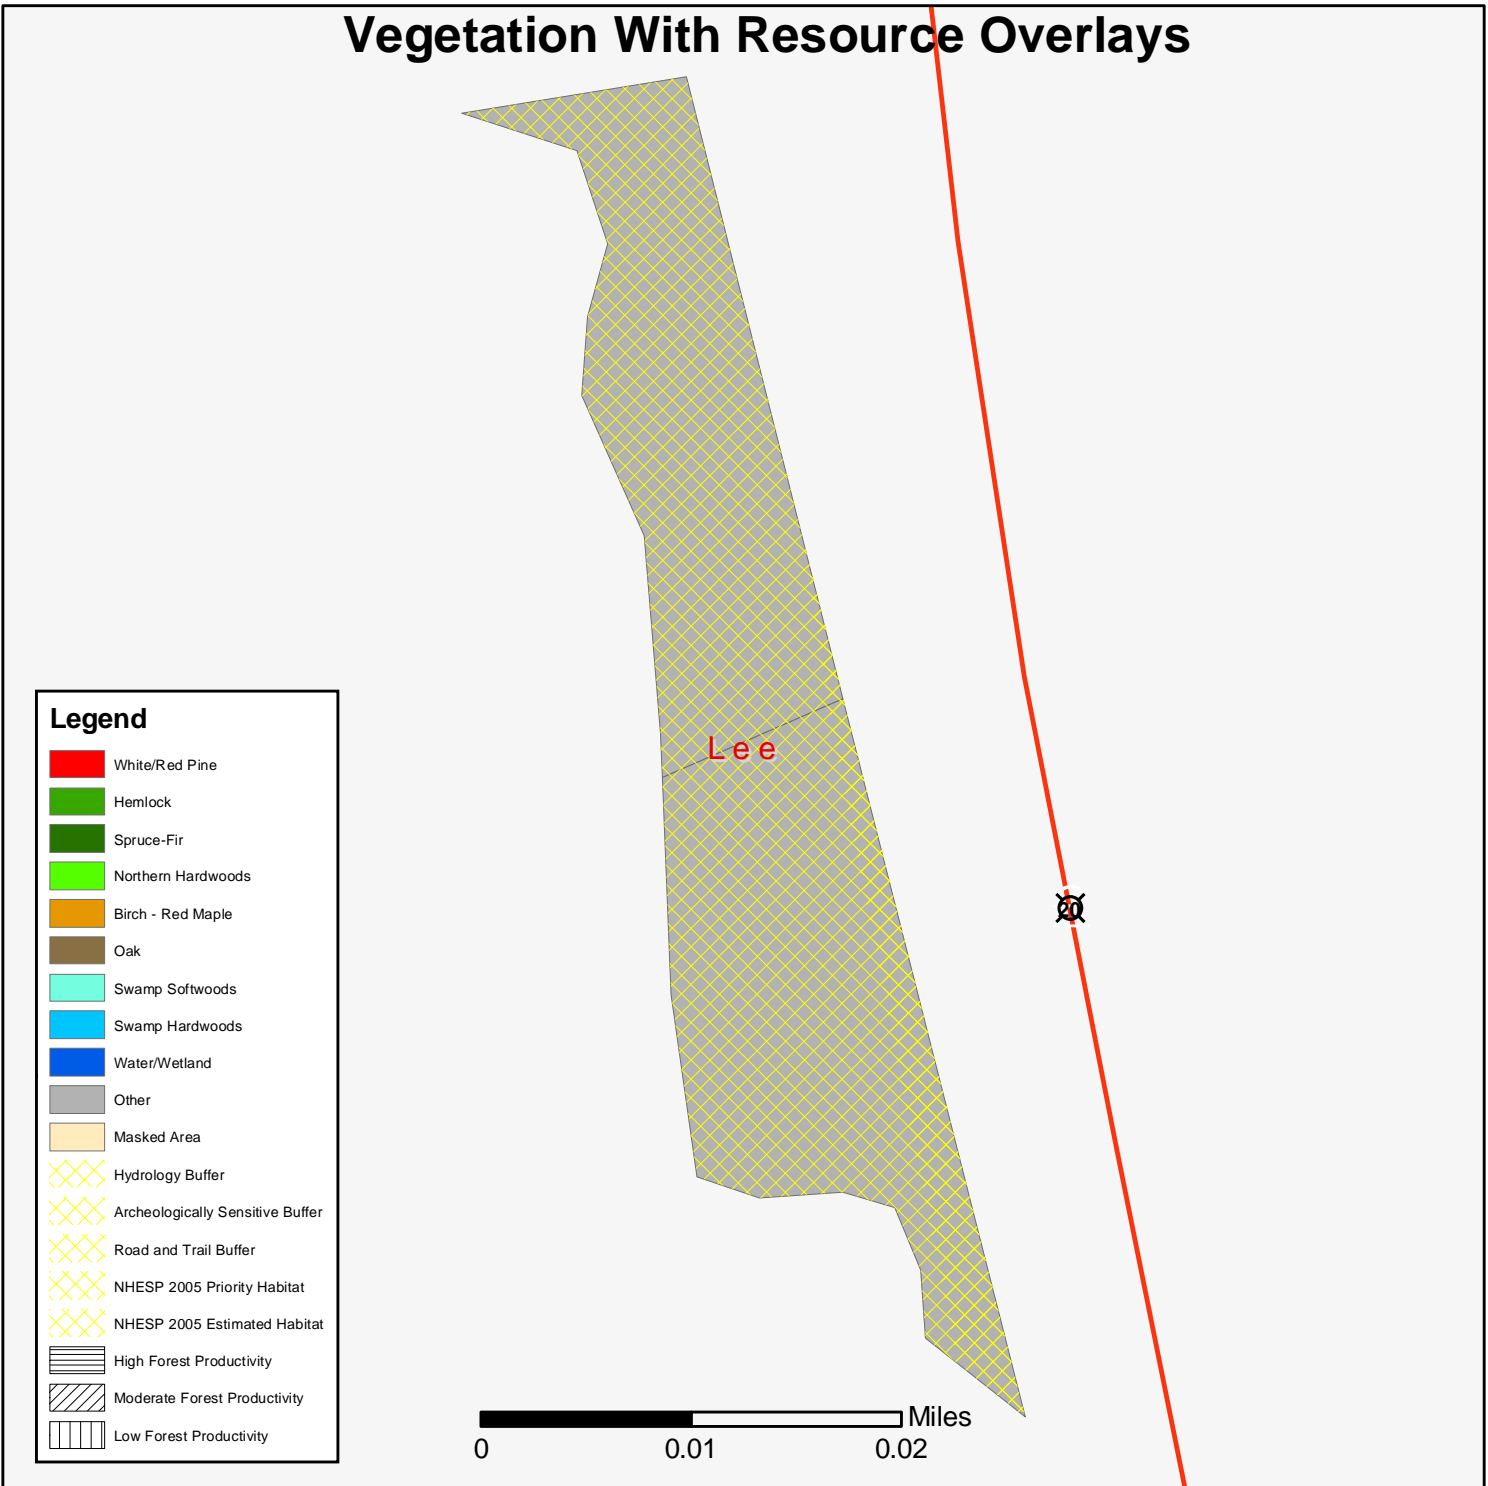 Vegetation With Resource Overlays
Lee
20
Legend
White/Red Pine
Hemlock
Spruce-Fir
Northern Hardwoods
Birch - Red Maple
Oak
Swamp Softwoods
Swamp Hardwoods
Water/Wetland
Other
Masked Area
Hydrology Buffer
Archeologically Sensitive Buffer
Road and Trail Buffer
NHESP 2005 Priority Habitat
NHESP 2005 Estimated Habitat
High Forest Productivity
Moderate Forest Productivity
Low Forest Productivity
Miles
0 0.01 0.02